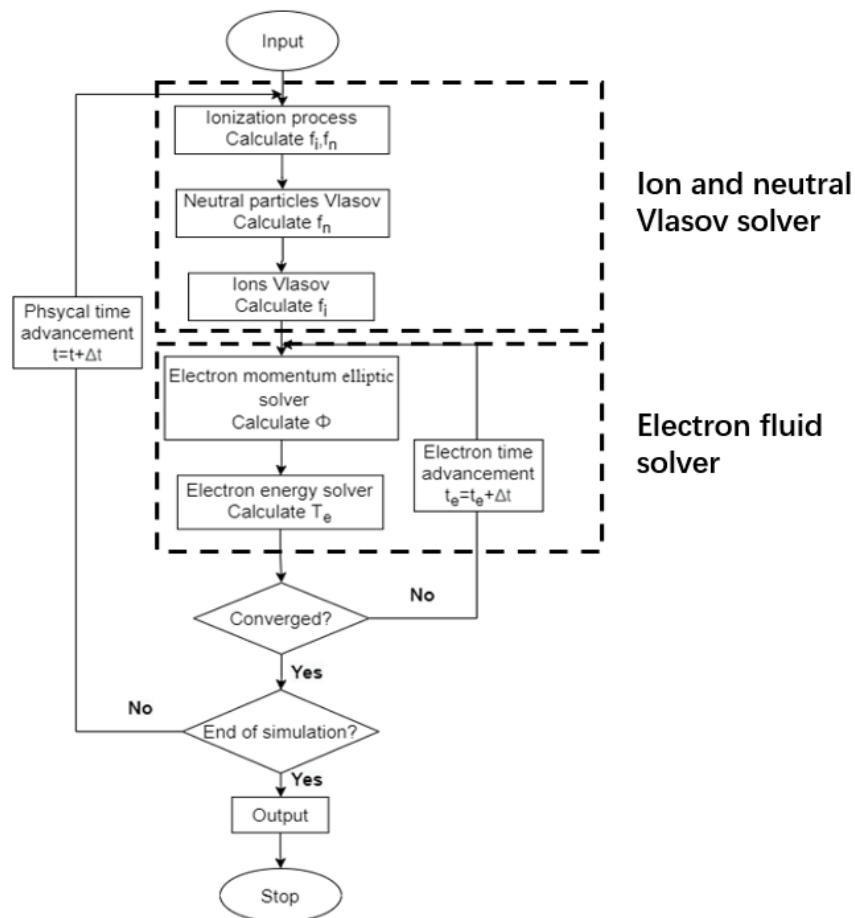 Input
Ionization process
Calculate fi,fn
Neutral particles Vlasov
Calculate fn
Ions Vlasov
Calculate fi
Ion and neutral
Vlasov solver
Phsycal time
advancement
t=t+Δt
Electron momentum elliptic
solver
Calculate Φ
Electron energy solver
Calculate Te
Electron time
advancement
te=te+Δt
Electron fluid
solver
Converged?
No
Yes
End of simulation?
No
Yes
Output
Stop